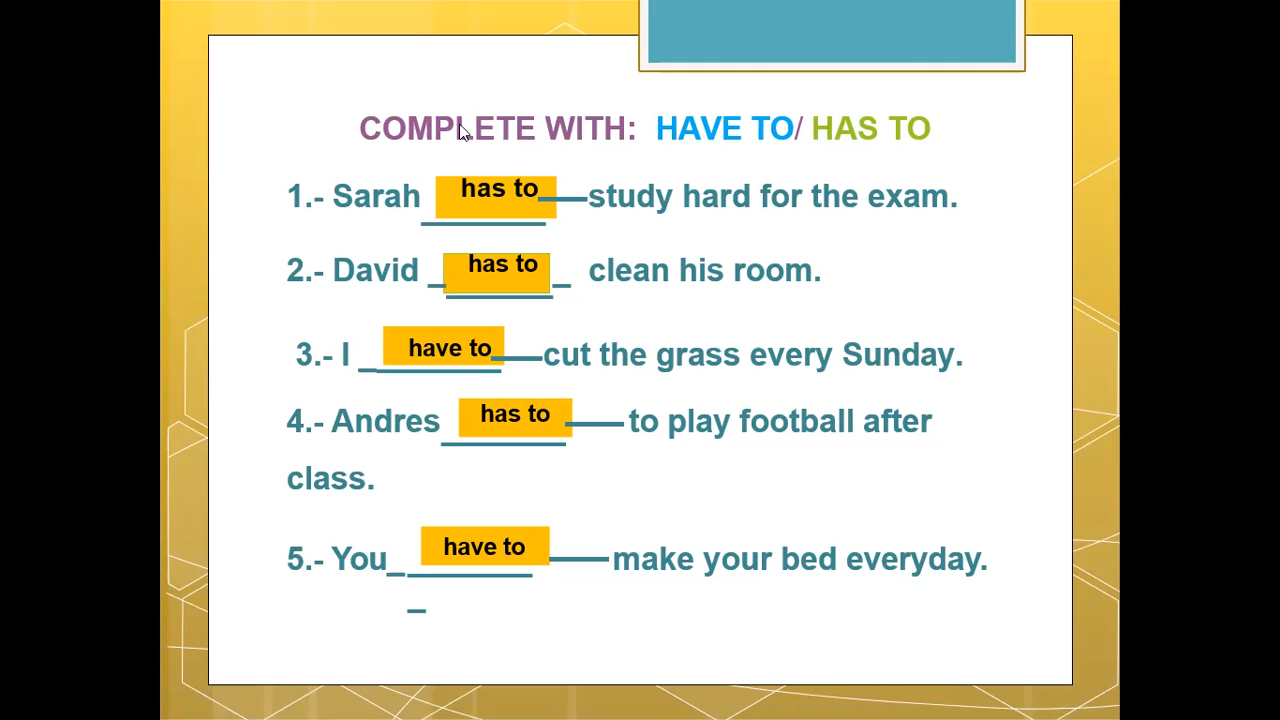 COMPLETE WITH: HAVE TO/ HAS TO
1.- Sarah has to study hard for the exam.
2.- David _ has to _ clean his room.
3.- I _ have to cut the grass every Sunday.
4.- Andres has to to play football after
class.
5.- You_ have to make your bed everyday.
_